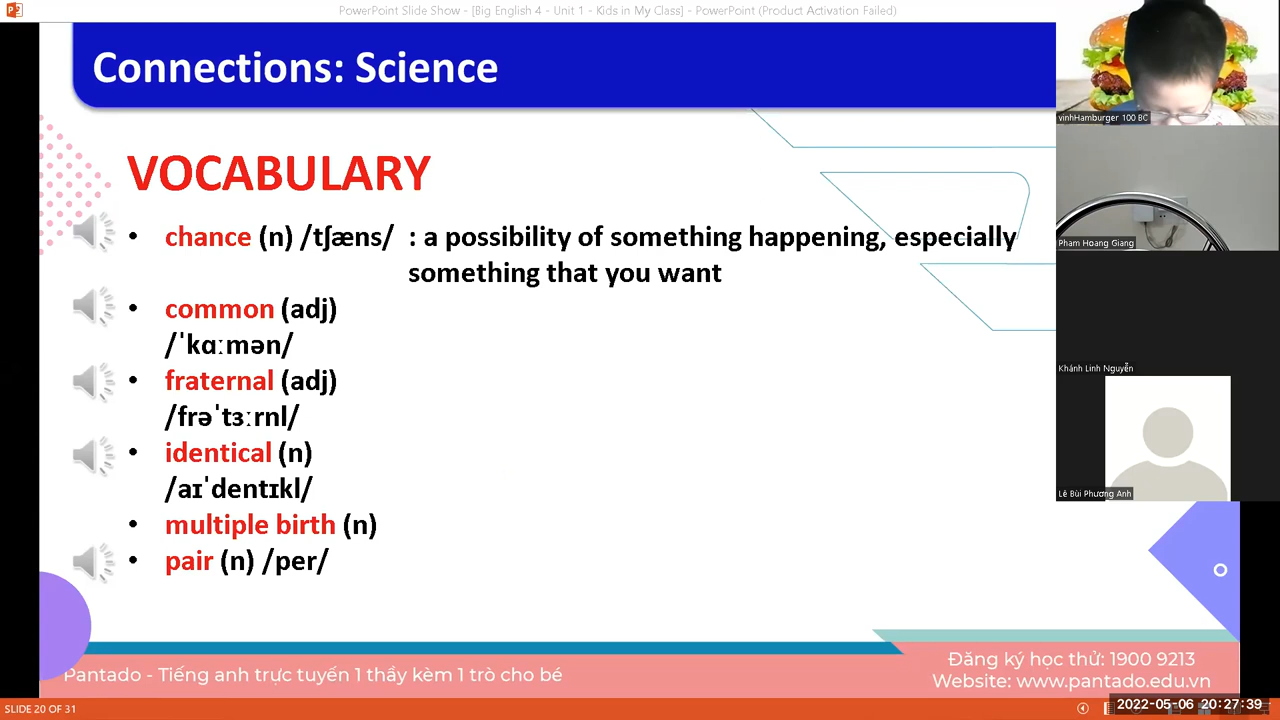 PowerPoint Slide Show - [Big English 4 - Unit 1 - Kids in My Class] - PowerPoint (Product Activation Failed)
Connections: Science
VOCABULARY
• chance (n) /tʃæns/ : a possibility of something happening, especially
something that you want
• common (adj)
/ˈkɑːmən/
• fraternal (adj)
/frəˈtɜːrnl/
• identical (n)
/aɪˈdentɪkl/
• multiple birth (n)
• pair (n) /per/
vinhHamburger 100 BC
Pham Hoang Giang
Khánh Linh Nguyễn
Lê Bùi Phương Anh
Pantado - Tiếng anh trực tuyến 1 thầy kèm 1 trò cho bé
Đăng ký học thử: 1900 9213
Website: www.pantado.edu.vn
SLIDE 20 OF 31
2022-05-06 20:27:39